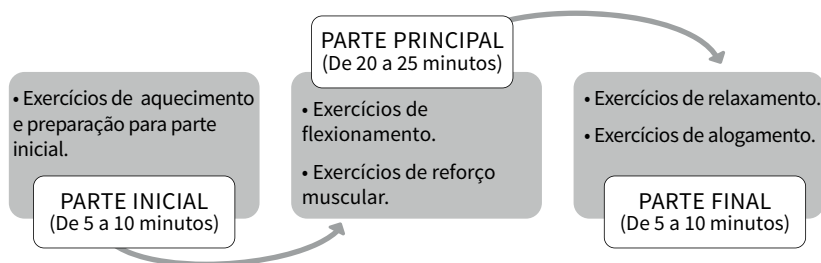 • Exercícios de aquecimento
e preparação para parte
inicial.
PARTE INICIAL
(De 5 a 10 minutos)
PARTE PRINCIPAL
(De 20 a 25 minutos)
• Exercícios de
flexionamento.
• Exercícios de reforço
muscular.
• Exercícios de relaxamento.
• Exercícios de alogamento.
PARTE FINAL
(De 5 a 10 minutos)